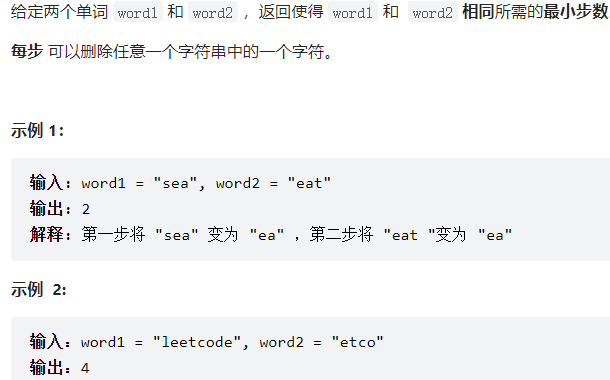 给定两个单词 word1 和 word2 ，返回使得 word1 和 word2 相同所需的最小步数
每步 可以删除任意一个字符串中的一个字符。
示例 1：
输入：word1 = "sea", word2 = "eat"
输出：2
解释：第一步将 "sea" 变为 "ea" ，第二步将 "eat "变为 "ea"
示例 2:
输入：word1 = "leetcode", word2 = "etco"
输出：4